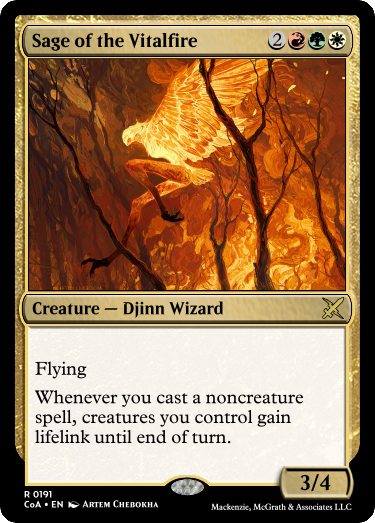 Sage of the Vitalfire 2
Creature — Djinn Wizard
Flying
Whenever you cast a noncreature
spell, creatures you control gain
lifelink until end of turn.
3/4
R 0191
CoA • EN Artem Chebokha
Mackenzie, McGrath & Associates LLC